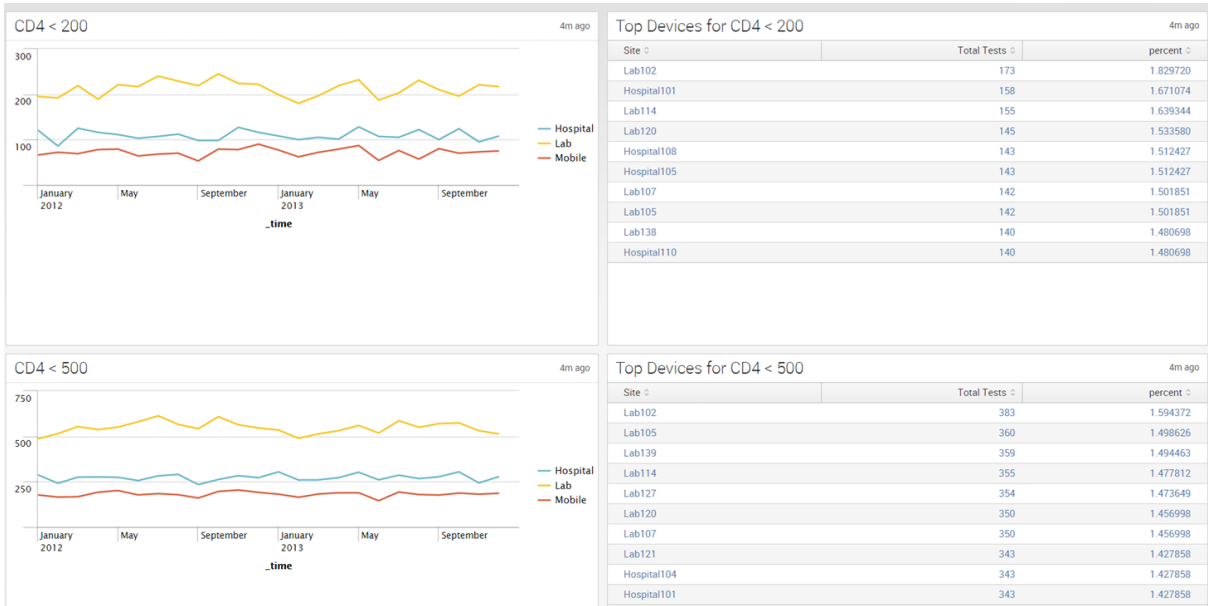 CD4 < 200
4m ago
300
200
100
Hospital
Lab
Mobile
January May September January May September
2012 2013
_time
Top Devices for CD4 < 200
4m ago
Site Total Tests percent
Lab102 173 1.829720
Hospital101 158 1.671074
Lab114 155 1.639344
Lab120 145 1.533580
Hospital108 143 1.512427
Hospital105 143 1.512427
Lab107 142 1.501851
Lab105 142 1.501851
Lab138 140 1.480698
Hospital110 140 1.480698
CD4 < 500
4m ago
750
500
250
Hospital
Lab
Mobile
January May September January May September
2012 2013
_time
Top Devices for CD4 < 500
4m ago
Site Total Tests percent
Lab102 383 1.594372
Lab105 360 1.498626
Lab139 359 1.494463
Lab114 355 1.477812
Lab127 354 1.473649
Lab120 350 1.456998
Lab107 350 1.456998
Lab121 343 1.427858
Hospital104 343 1.427858
Hospital101 343 1.427858